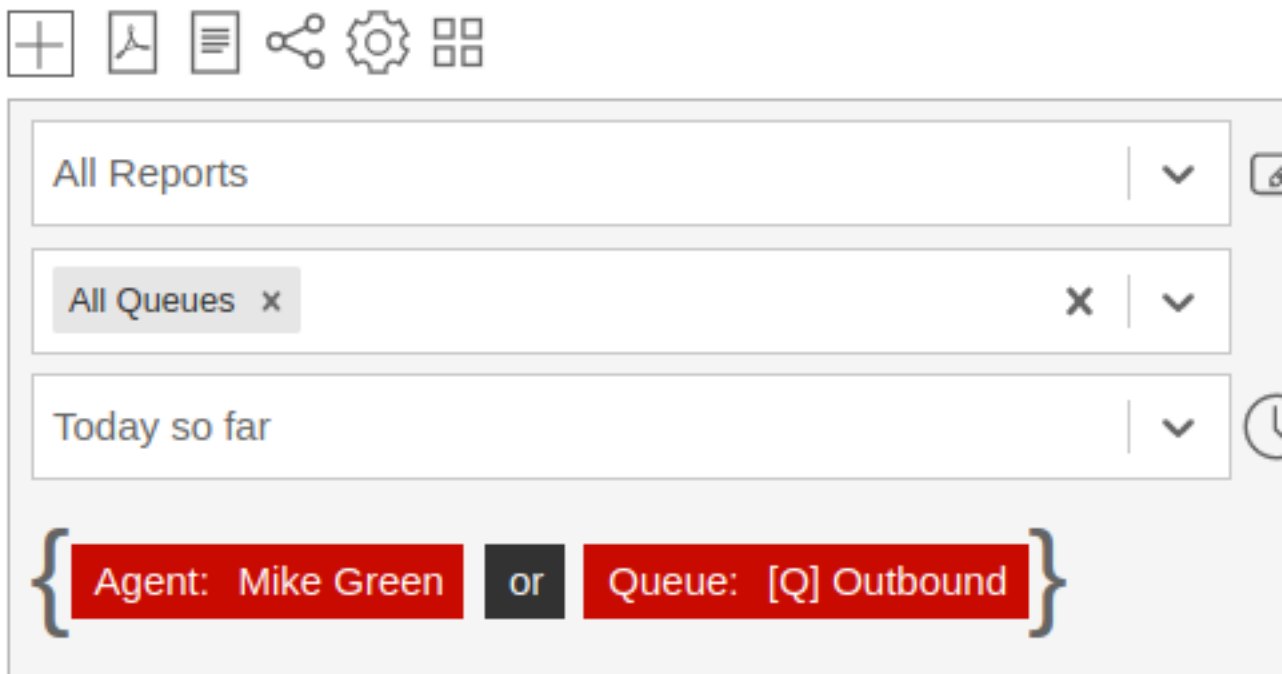 All Reports
All Queues
Today so far
{ Agent: Mike Green or Queue: [Q] Outbound }